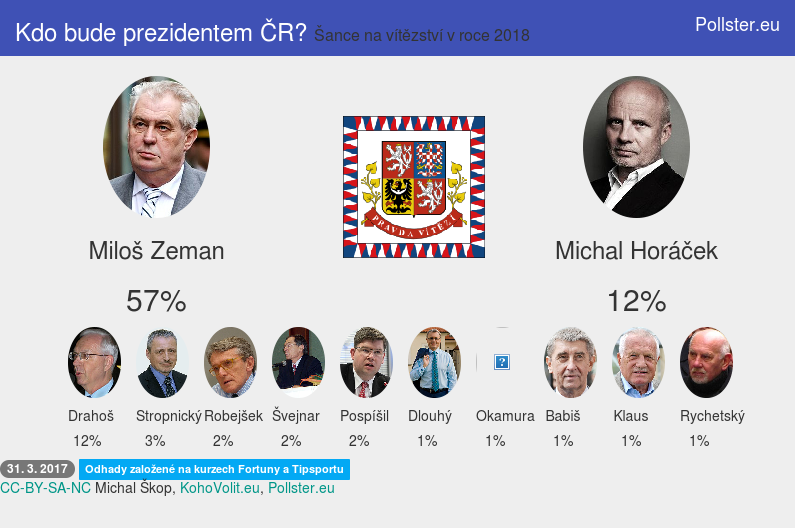 Kdo bude prezidentem ČR? Šance na vítězství v roce 2018
Pollster.eu
PRAVDA VÍTĚZÍ
Miloš Zeman
Michal Horáček
57%
12%
Drahoš Stropnický Robejšek Švejnar Pospíšil Dlouhý Okamura Babiš Klaus Rychetský
12% 3% 2% 2% 2% 1% 1% 1% 1% 1%
31. 3. 2017 Odhady založené na kurzech Fortuny a Tipsportu
CC-BY-SA-NC Michal Škop, KohoVolit.eu, Pollster.eu